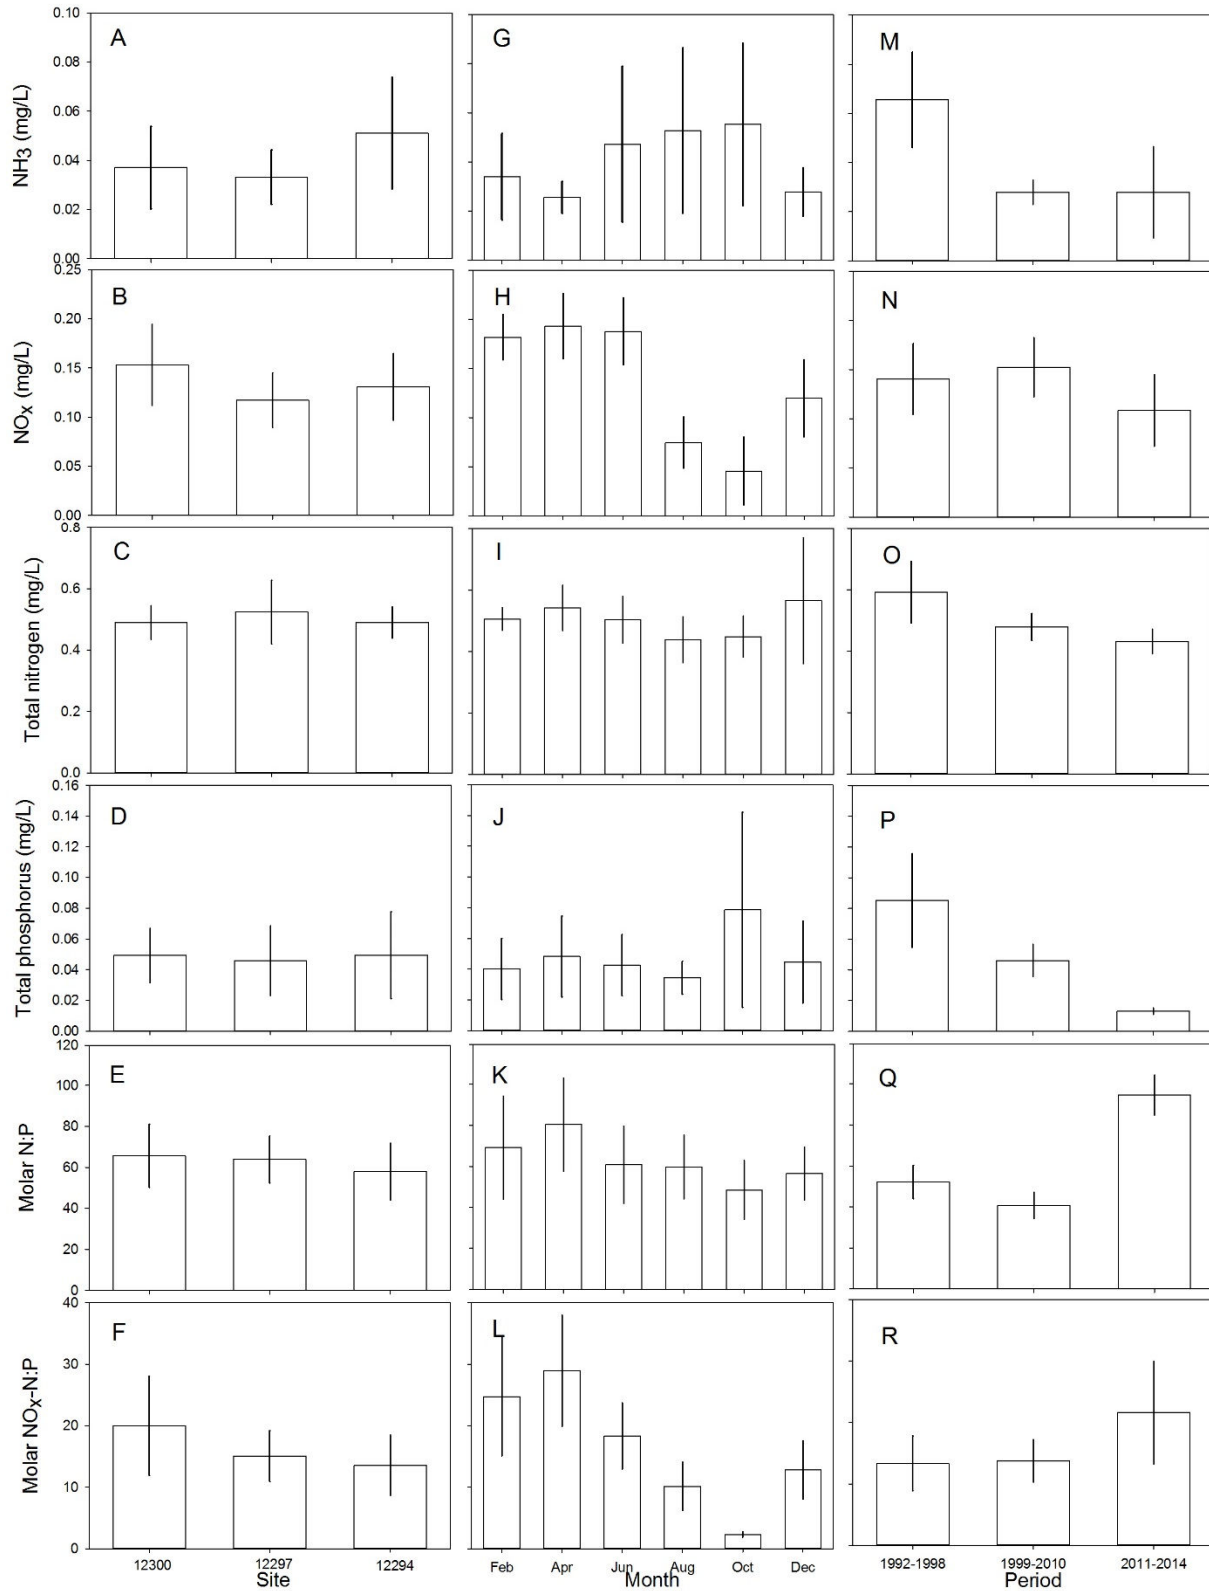 A
G
M
NH3 (mg/L)
0.10
0.08
0.06
0.04
0.02
0.00
B
H
N
NOx (mg/L)
0.25
0.20
0.15
0.10
0.05
0.00
C
I
O
Total nitrogen (mg/L)
0.8
0.6
0.4
0.2
0.0
D
J
P
Total phosphorus (mg/L)
0.16
0.14
0.12
0.10
0.08
0.06
0.04
0.02
0.00
E
K
Q
Molar N:P
120
100
80
60
40
20
0
F
L
R
Molar NOx-N:P
40
30
20
10
0
12300 12297 12294
Site
Feb Apr Jun Aug Oct Dec
Month
1992-1998 1999-2010 2011-2014
Period